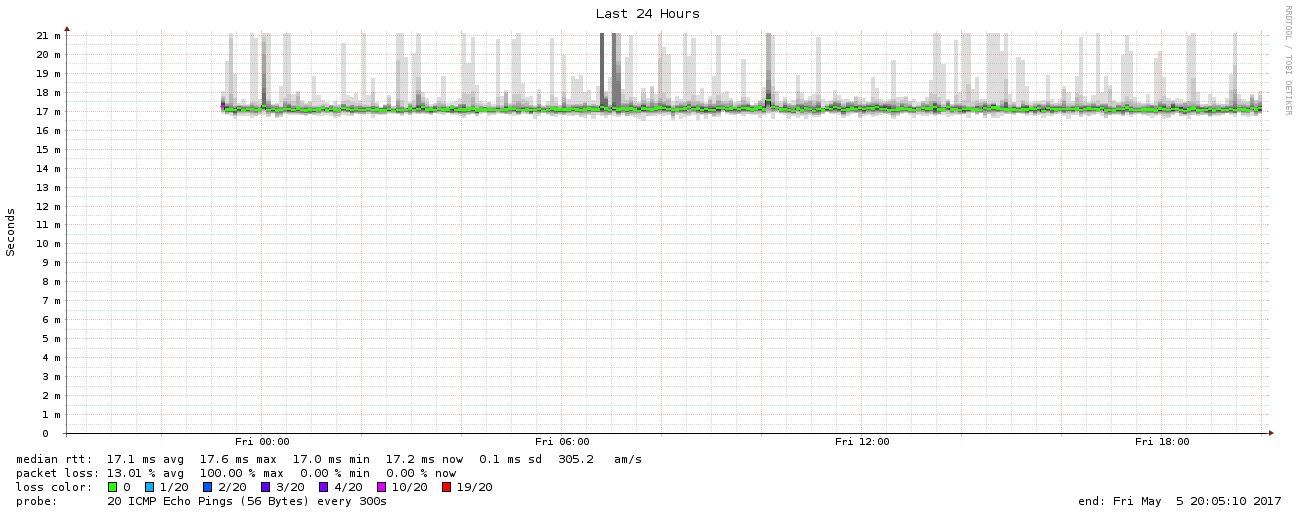 Last 24 Hours
RRDTOOL / TOBI OETIKER
21 m
20 m
19 m
18 m
17 m
16 m
15 m
14 m
13 m
12 m
11 m
10 m
9 m
8 m
7 m
6 m
5 m
4 m
3 m
2 m
1 m
0
Seconds
Fri 00:00 Fri 06:00 Fri 12:00 Fri 18:00
median rtt: 17.1 ms avg 17.6 ms max 17.0 ms min 17.2 ms now 0.1 ms sd 305.2 am/s
packet loss: 13.01 % avg 100.00 % max 0.00 % min 0.00 % now
loss color: 0 1/20 2/20 3/20 4/20 10/20 19/20
probe: 20 ICMP Echo Pings (56 Bytes) every 300s end: Fri May 5 20:05:10 2017